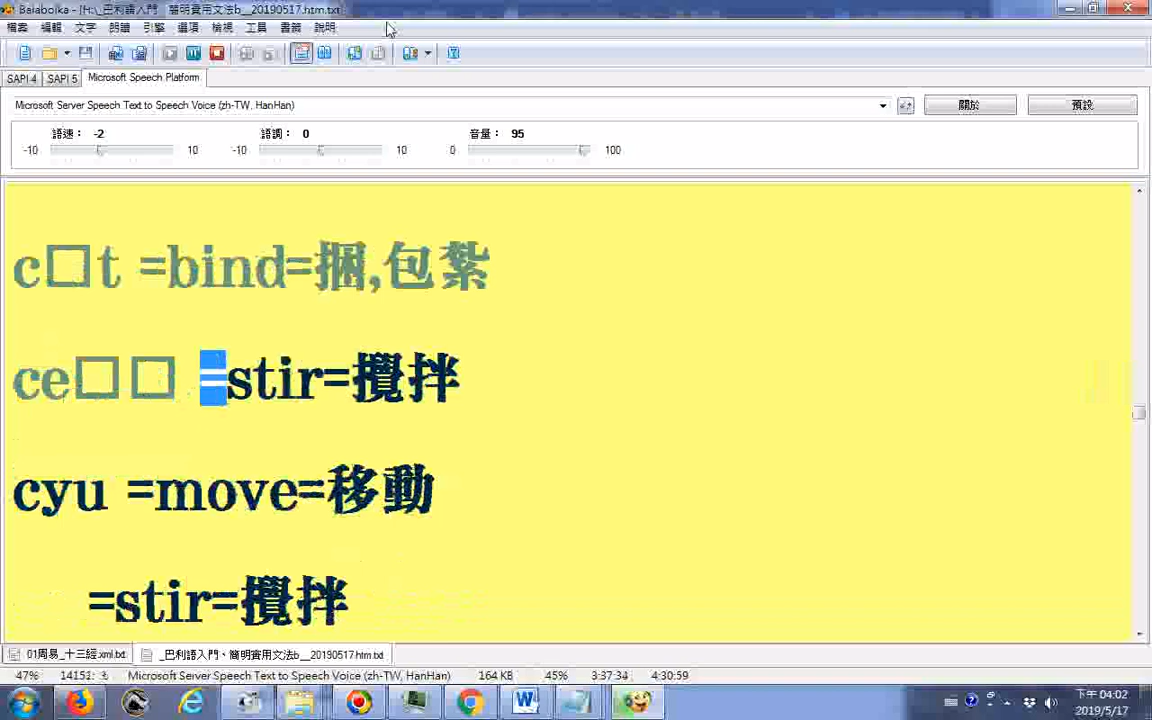 Balabolka - [H:\_巴利語入門、簡明實用文法b__20190517.htm.txt]
檔案 編輯 文字 朗讀 引擎 選項 檢視 工具 書籤 說明
SAPI 4 SAPI 5 Microsoft Speech Platform
Microsoft Server Speech Text to Speech Voice (zh-TW, HanHan) 關於 預設
語速： -2 語調： 0 音量： 95
-10 10 -10 10 0 100
c□t =bind=捆,包紮
ce□□ =stir=攪拌
cyu =move=移動
=stir=攪拌
01周易_十三經.xml.txt _巴利語入門、簡明實用文法b__20190517.htm.txt
47% Microsoft Server Speech Text to Speech Voice (zh-TW, HanHan) 164 KB 45% 3:37:34 4:30:59
下午 04:02
2019/5/17